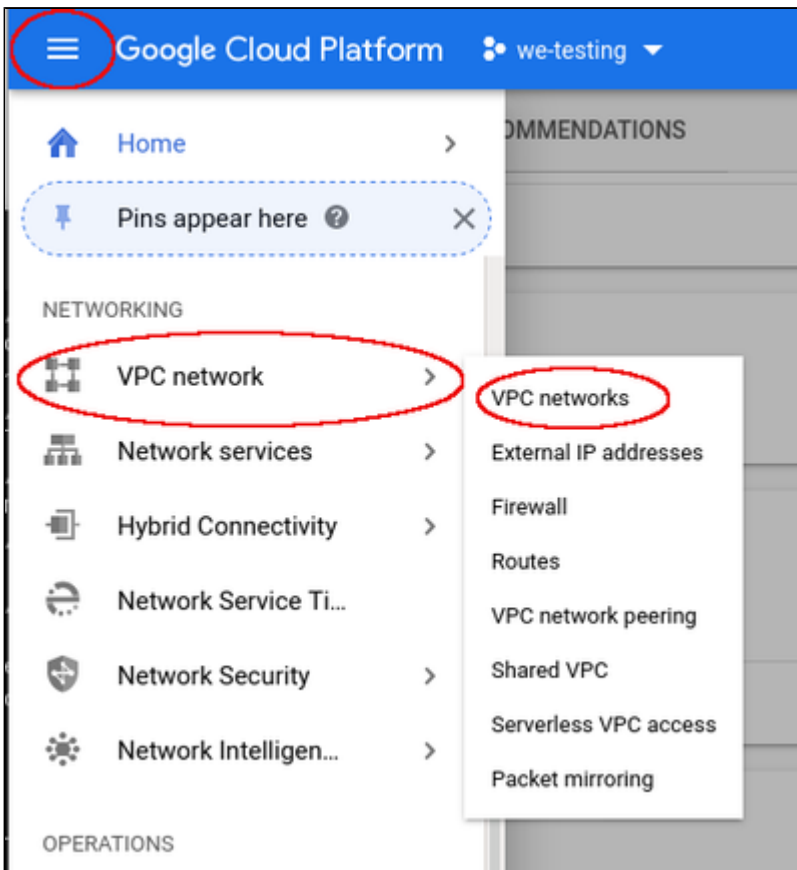 Google Cloud Platform we-testing
OMMENDATIONS
Home
Pins appear here
NETWORKING
VPC network
Network services
Hybrid Connectivity
Network Service Ti...
Network Security
Network Intelligen...
OPERATIONS
VPC networks
External IP addresses
Firewall
Routes
VPC network peering
Shared VPC
Serverless VPC access
Packet mirroring